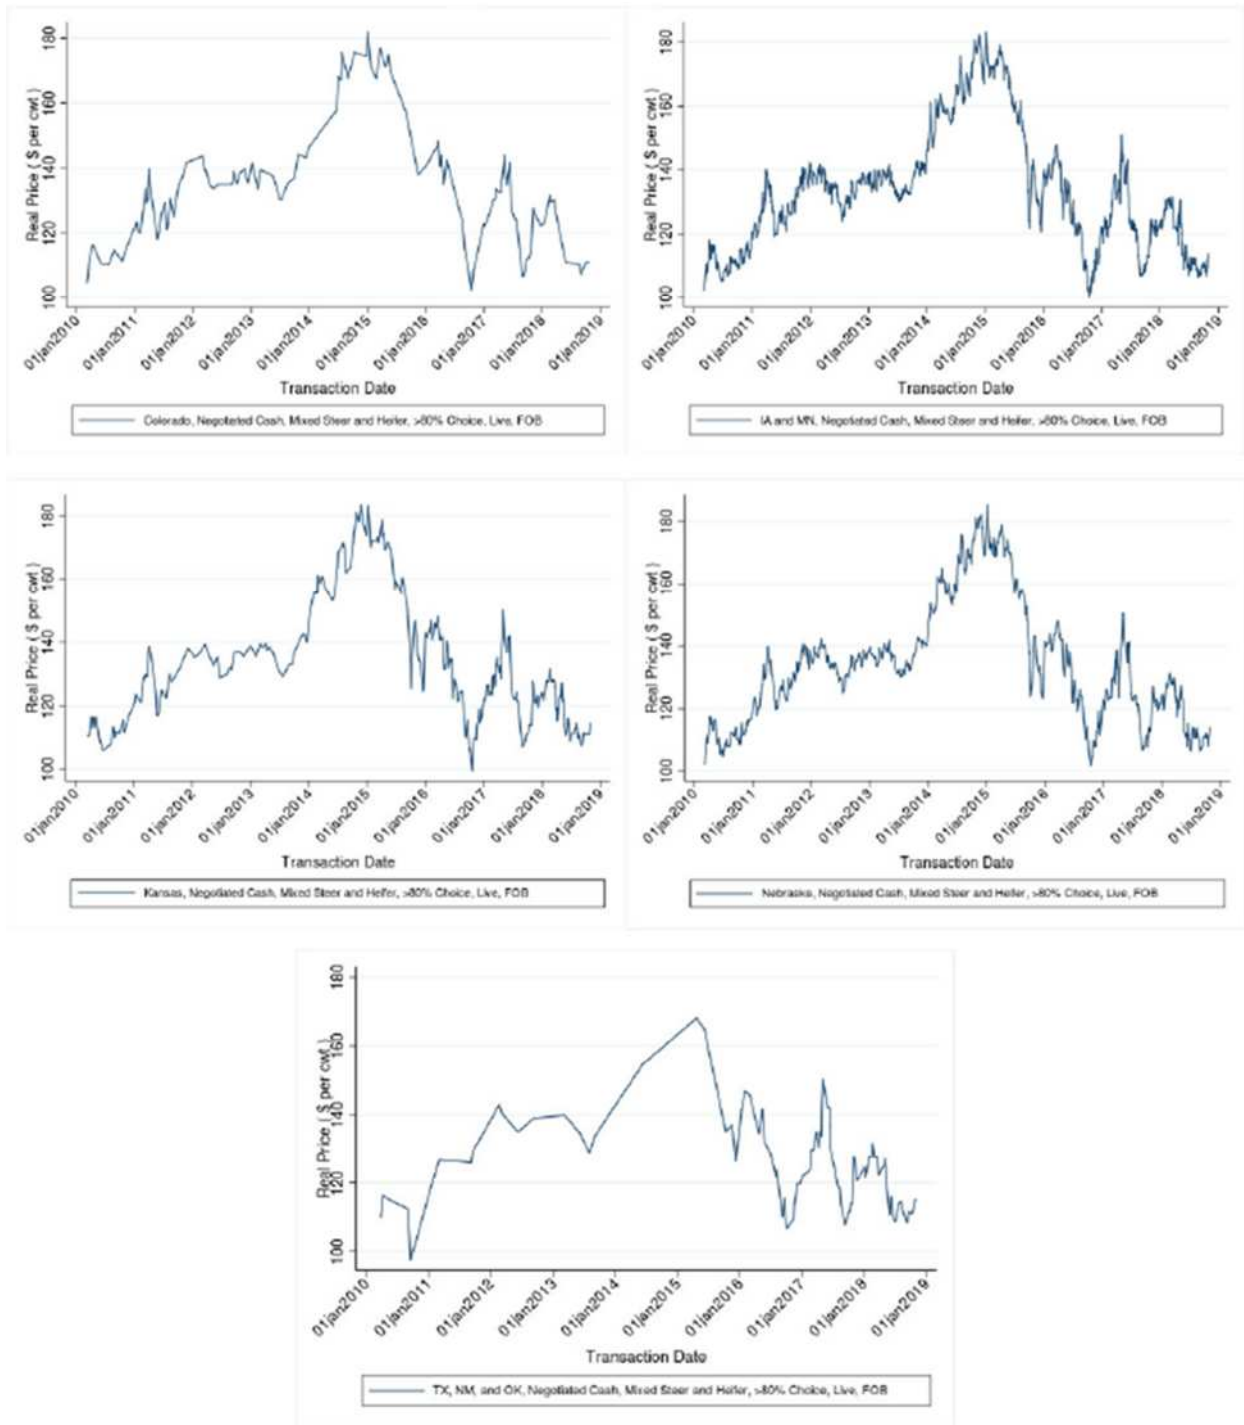 Real Price ( $ per cwt )
180
160
140
120
100
01jan2010
01jan2011
01jan2012
01jan2013
01jan2014
01jan2015
01jan2016
01jan2017
01jan2018
01jan2019
Transaction Date
Colorado, Negotiated Cash, Mixed Steer and Heifer, >80% Choice, Live, FOB
Real Price ( $ per cwt )
180
160
140
120
100
01jan2010
01jan2011
01jan2012
01jan2013
01jan2014
01jan2015
01jan2016
01jan2017
01jan2018
01jan2019
Transaction Date
IA and MN, Negotiated Cash, Mixed Steer and Heifer, >80% Choice, Live, FOB
Real Price ( $ per cwt )
180
160
140
120
100
01jan2010
01jan2011
01jan2012
01jan2013
01jan2014
01jan2015
01jan2016
01jan2017
01jan2018
01jan2019
Transaction Date
Kansas, Negotiated Cash, Mixed Steer and Heifer, >80% Choice, Live, FOB
Real Price ( $ per cwt )
180
160
140
120
100
01jan2010
01jan2011
01jan2012
01jan2013
01jan2014
01jan2015
01jan2016
01jan2017
01jan2018
01jan2019
Transaction Date
Nebraska, Negotiated Cash, Mixed Steer and Heifer, >80% Choice, Live, FOB
Real Price ( $ per cwt )
180
160
140
120
100
01jan2010
01jan2011
01jan2012
01jan2013
01jan2014
01jan2015
01jan2016
01jan2017
01jan2018
01jan2019
Transaction Date
TX, NM, and OK, Negotiated Cash, Mixed Steer and Heifer, >80% Choice, Live, FOB